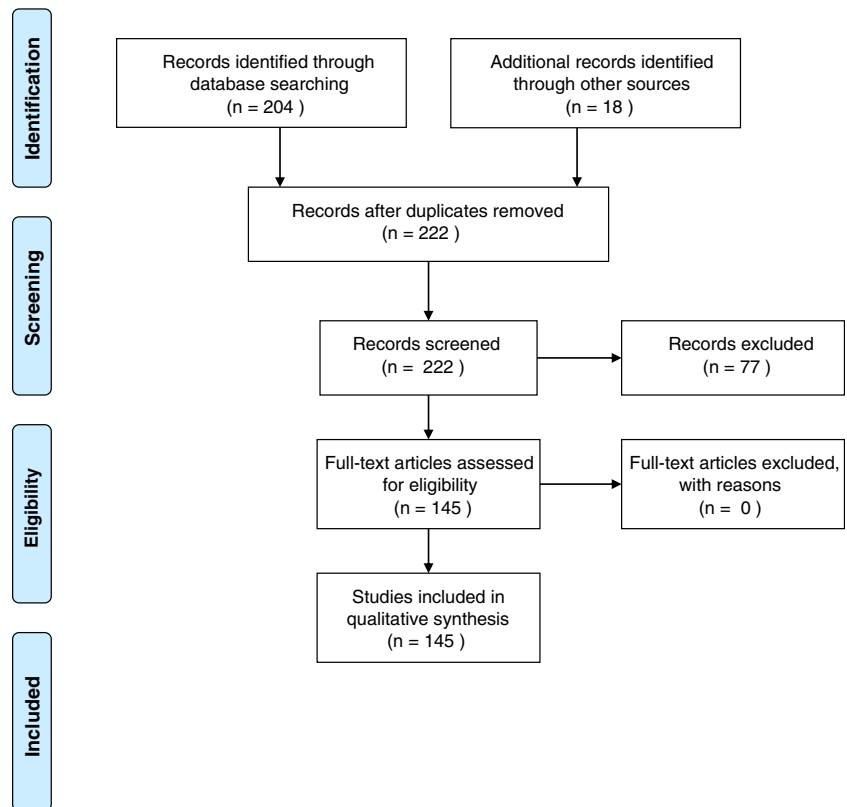 Identification
Records identified through
database searching
(n = 204 )
Additional records identified
through other sources
(n = 18 )
Records after duplicates removed
(n = 222 )
Screening
Records screened
(n = 222 )
Records excluded
(n = 77 )
Eligibility
Full-text articles assessed
for eligibility
(n = 145 )
Full-text articles excluded,
with reasons
(n = 0 )
Studies included in
qualitative synthesis
(n = 145 )
Included